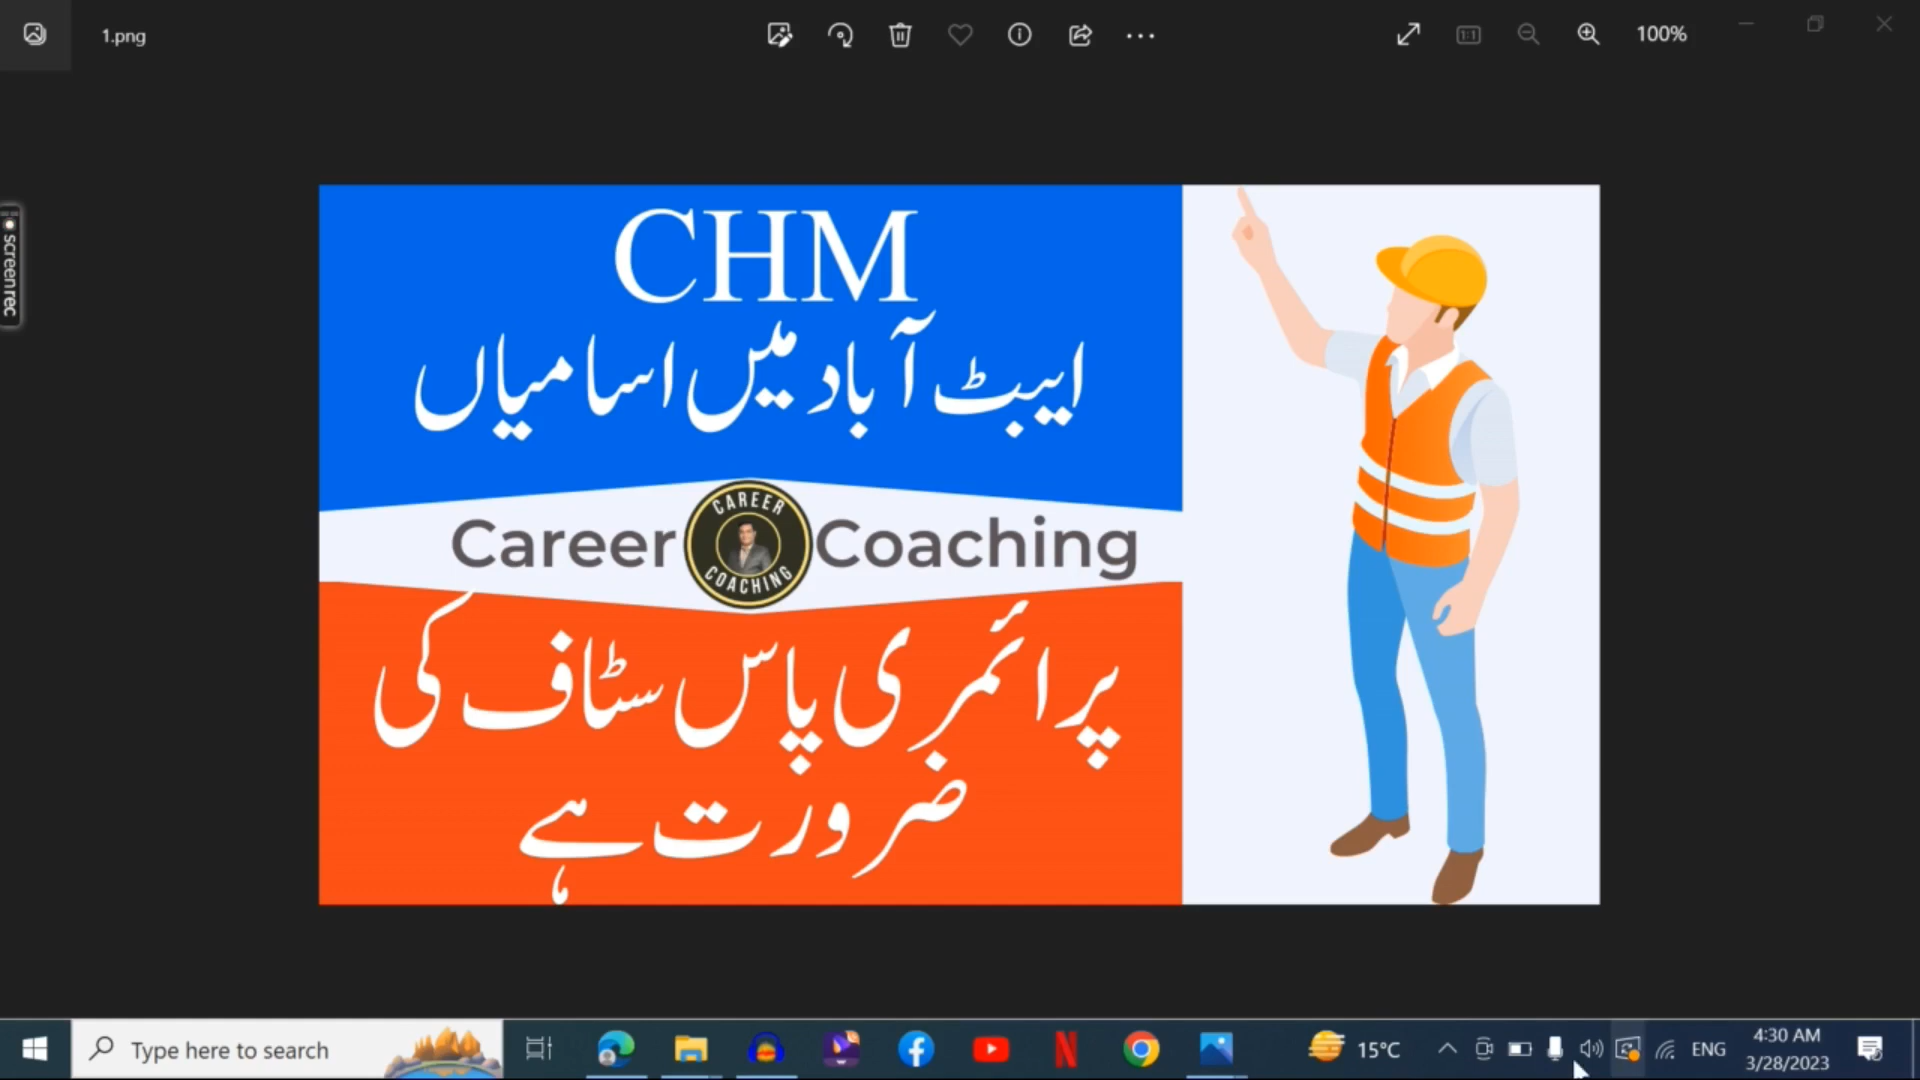 1.png
100%
screenrec
CHM
ایبٹ آباد میں اسامیاں
Career Coaching
CAREER
COACHING
پرائمری پاس سٹاف کی
ضرورت ہے
Type here to search
15°C
ENG
4:30 AM
3/28/2023